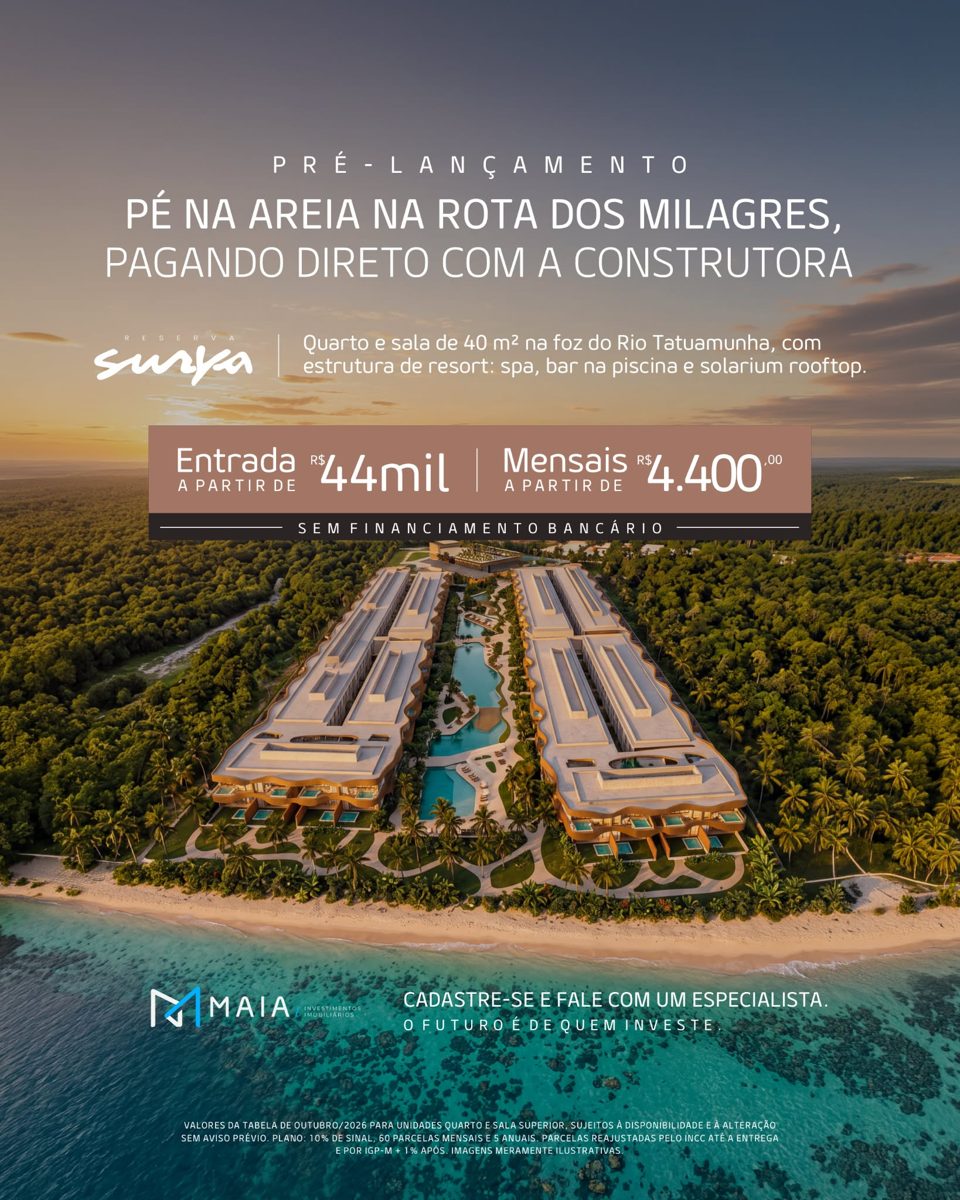 PRÉ-LANÇAMENTO
PÉ NA AREIA NA ROTA DOS MILAGRES,
PAGANDO DIRETO COM A CONSTRUTORA
RESERVA
surya
Quarto e sala de 40 m² na foz do Rio Tatuamunha, com
estrutura de resort: spa, bar na piscina e solarium rooftop.
Entrada
A PARTIR DE
R$44mil
Mensais
A PARTIR DE
R$4.400,00
SEM FINANCIAMENTO BANCÁRIO
MAIA
INVESTIMENTOS
IMOBILIÁRIOS
CADASTRE-SE E FALE COM UM ESPECIALISTA.
O FUTURO É DE QUEM INVESTE.
VALORES DA TABELA DE OUTUBRO/2026 PARA UNIDADES QUARTO E SALA SUPERIOR, SUJEITOS À DISPONIBILIDADE E À ALTERAÇÃO
SEM AVISO PRÉVIO. PLANO: 10% DE SINAL, 60 PARCELAS MENSAIS E 5 ANUAIS. PARCELAS REAJUSTADAS PELO INCC ATÉ A ENTREGA
E POR IGP-M + 1% APÓS. IMAGENS MERAMENTE ILUSTRATIVAS.